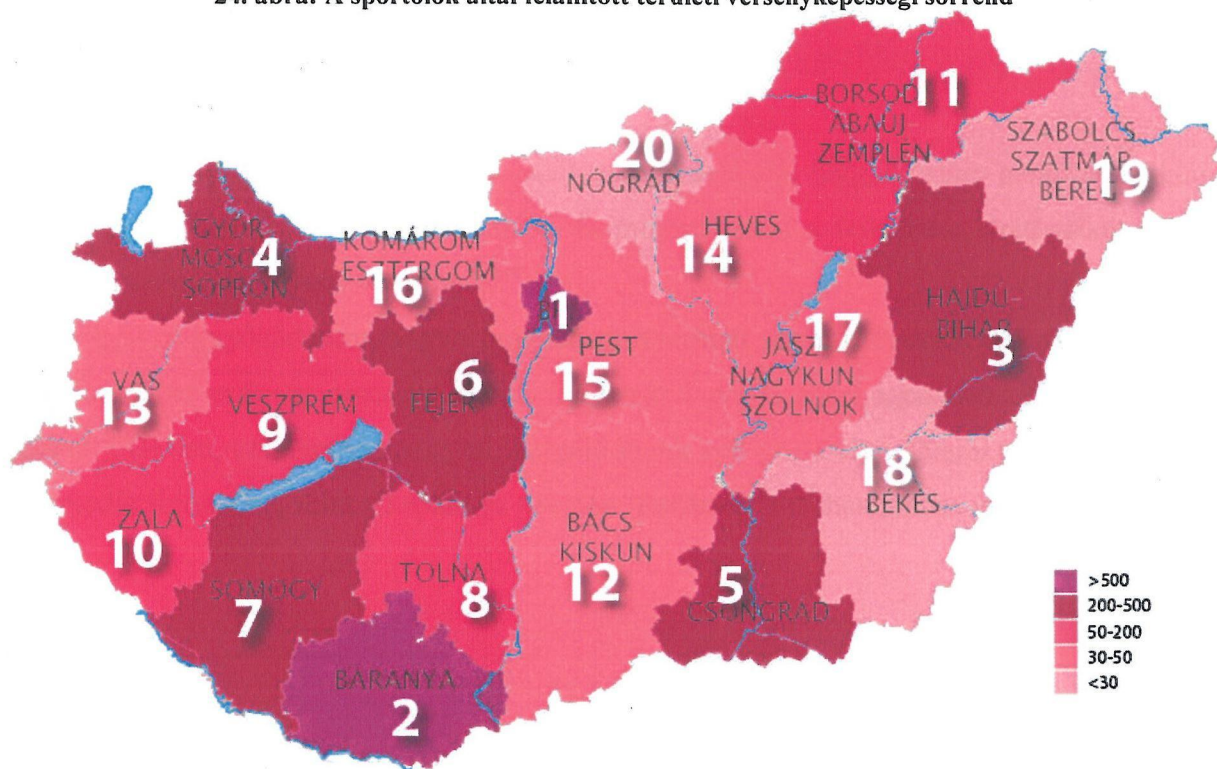 24. ábra: A sportolók által felállított területi versenyképességi sorrend
BORSOD
ABAÚJ
ZEMPLÉN
11
SZABOLCS
SZATMÁR
BEREG
19
20
NÓGRÁD
GYŐR
MOSON
SOPRON
4
KOMÁROM
ESZTERGOM
16
HEVES
14
HAJDÚ
BIHAR
3
1
PEST
15
17
JÁSZ
NAGYKUN
SZOLNOK
VAS
13
VESZPRÉM
9
6
FEJÉR
18
BÉKÉS
ZALA
10
BÁCS
KISKUN
12
SOMOGY
7
TOLNA
8
5
CSONGRÁD
BARANYA
2
>500
200-500
50-200
30-50
<30